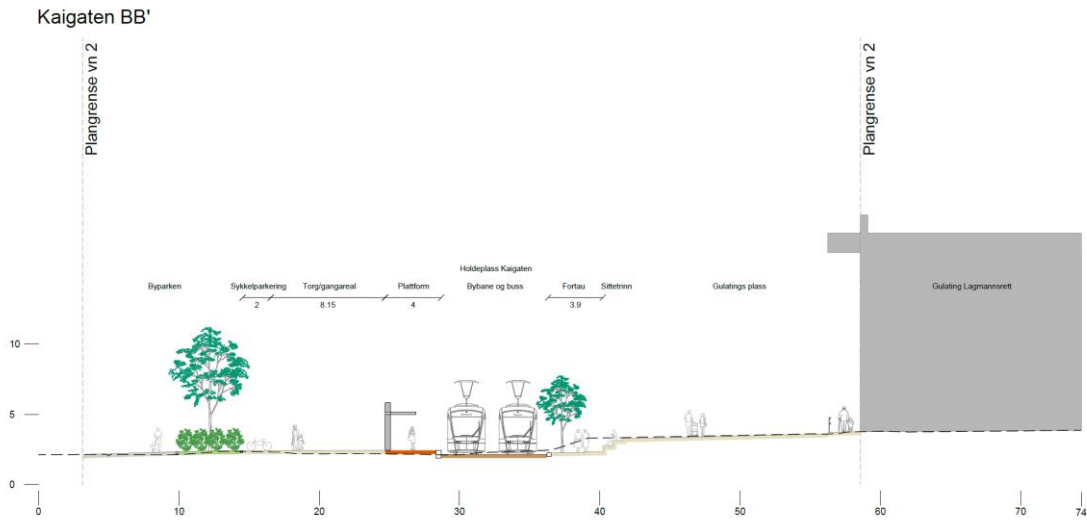 Kaigaten BB'
Plangrense vn 2
Plangrense vn 2
Holdeplass Kaigaten
Byparken Sykkelparkering Torg/gangareal Plattform Bybane og buss Fortau Sittetrinn Gulatings plass Gulating Lagmannsrett
2 8.15 4 3.9
10
5
0
0 10 20 30 40 50 60 70 74